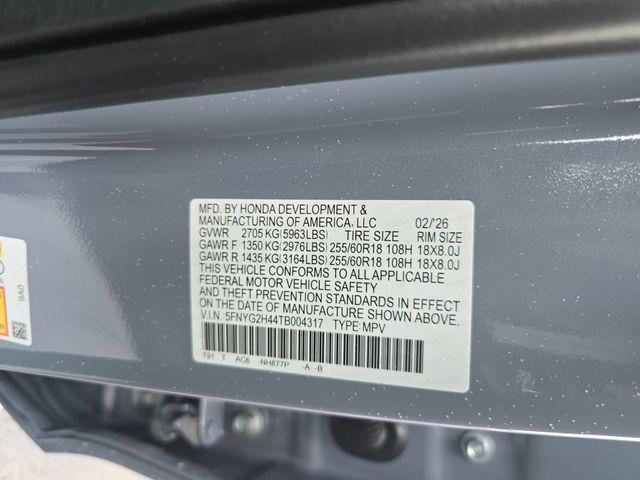 MFD. BY HONDA DEVELOPMENT &
MANUFACTURING OF AMERICA, LLC 02/'26
GVWR 2705 KG(5963LBS) TIRE SIZE RIM SIZE
GAWR F 1350 KG(2976LBS) 255/60R18 108H 18X8.0J
GAWR R 1435 KG(3164LBS) 255/60R18 108H 18X8.0J
THIS VEHICLE CONFORMS TO ALL APPLICABLE
FEDERAL MOTOR VEHICLE SAFETY
AND THEFT PREVENTION STANDARDS IN EFFECT
ON THE DATE OF MANUFACTURE SHOWN ABOVE.
V.I.N.: 5FNYG2H44TB004317 TYPE: MPV
T91 T AC6 -NH877P -A -B
9A0